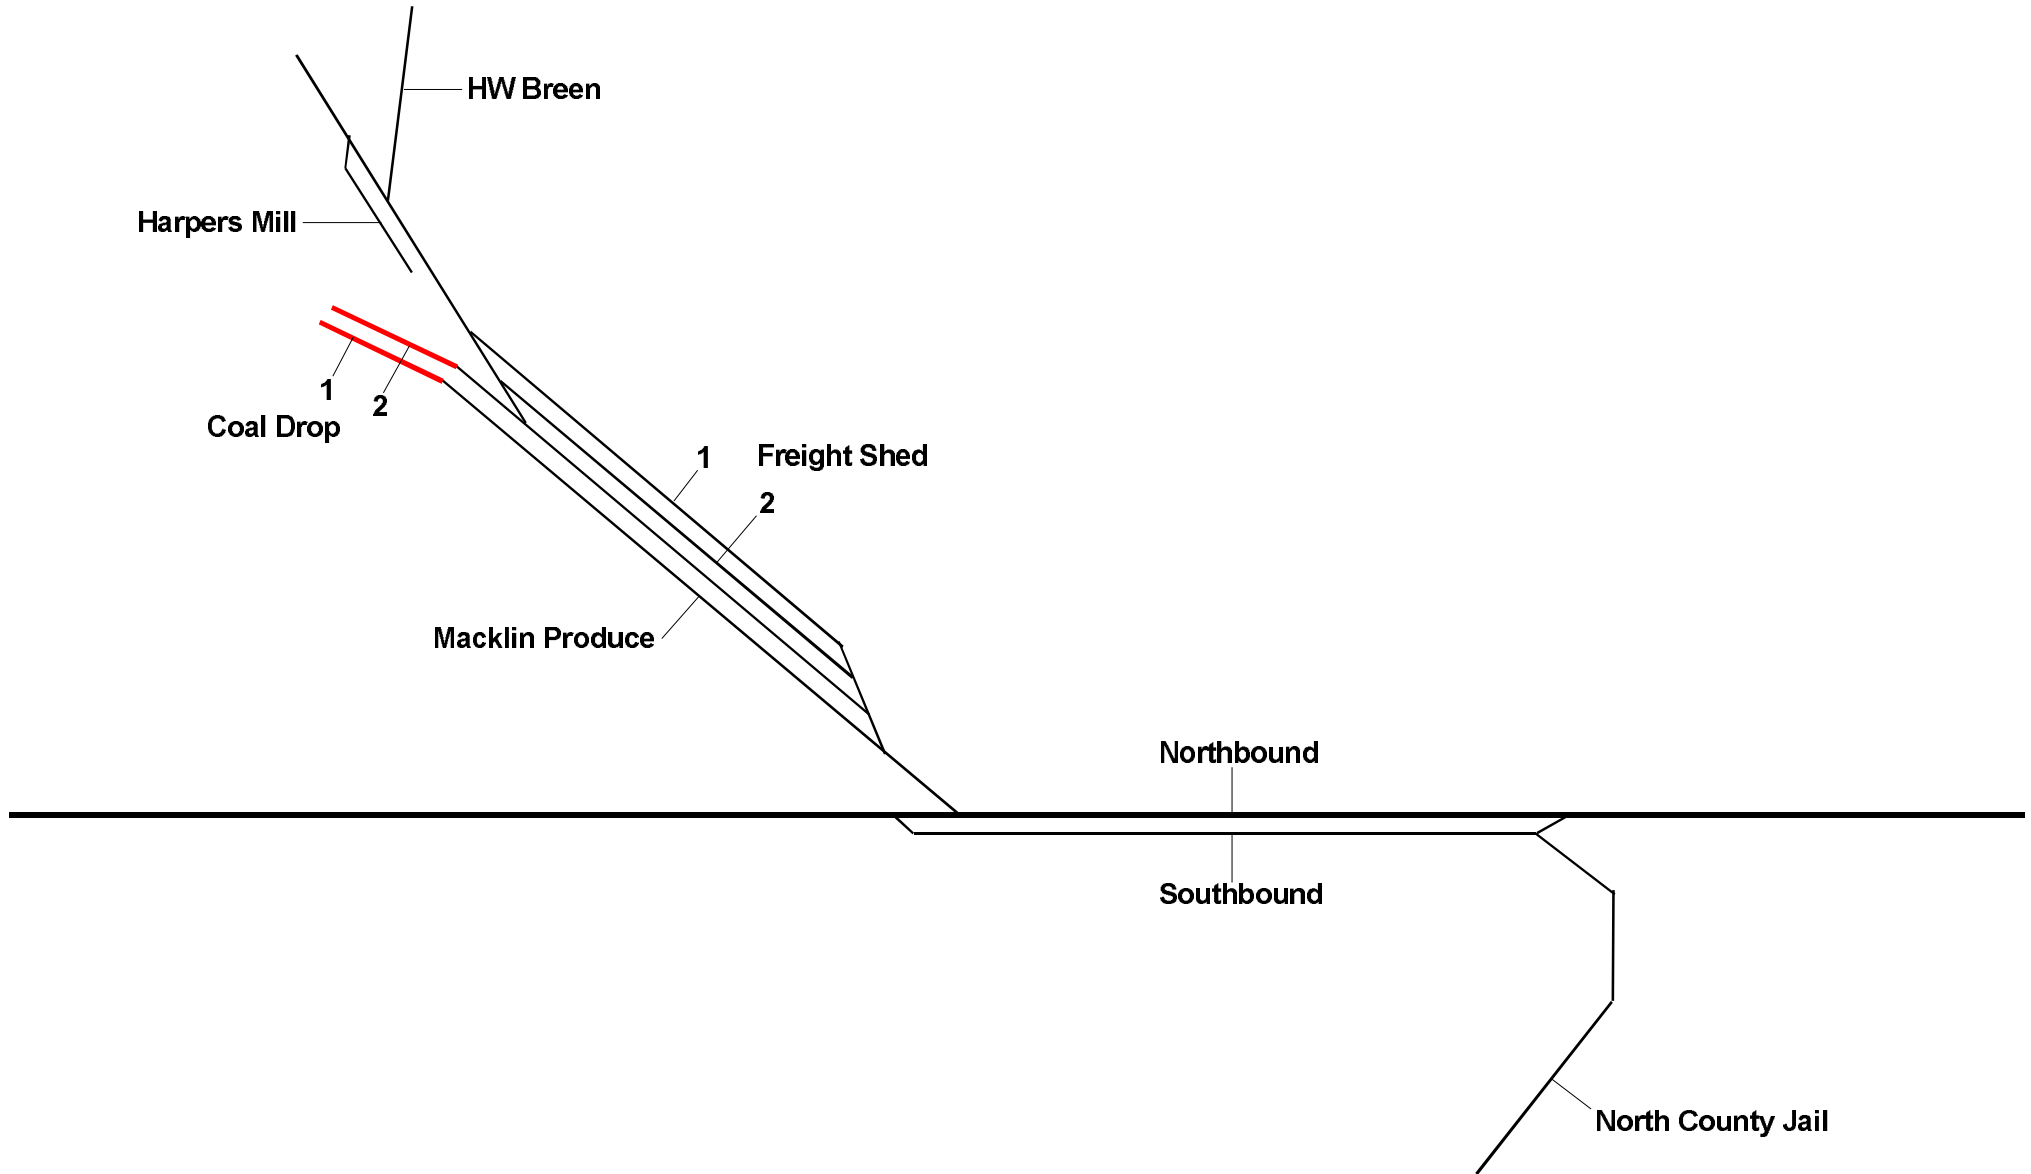 HW Breen
Harpers Mill
1
2
Coal Drop
1
Freight Shed
2
Macklin Produce
Northbound
Southbound
North County Jail